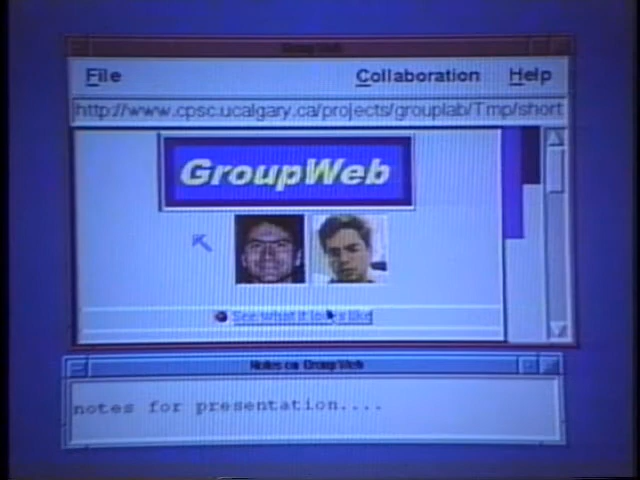 GroupWeb
File Collaboration Help
http://www.cpsc.ucalgary.ca/projects/grouplab/Tmp/short
GroupWeb
See what it looks like
Notes on GroupWeb
notes for presentation....